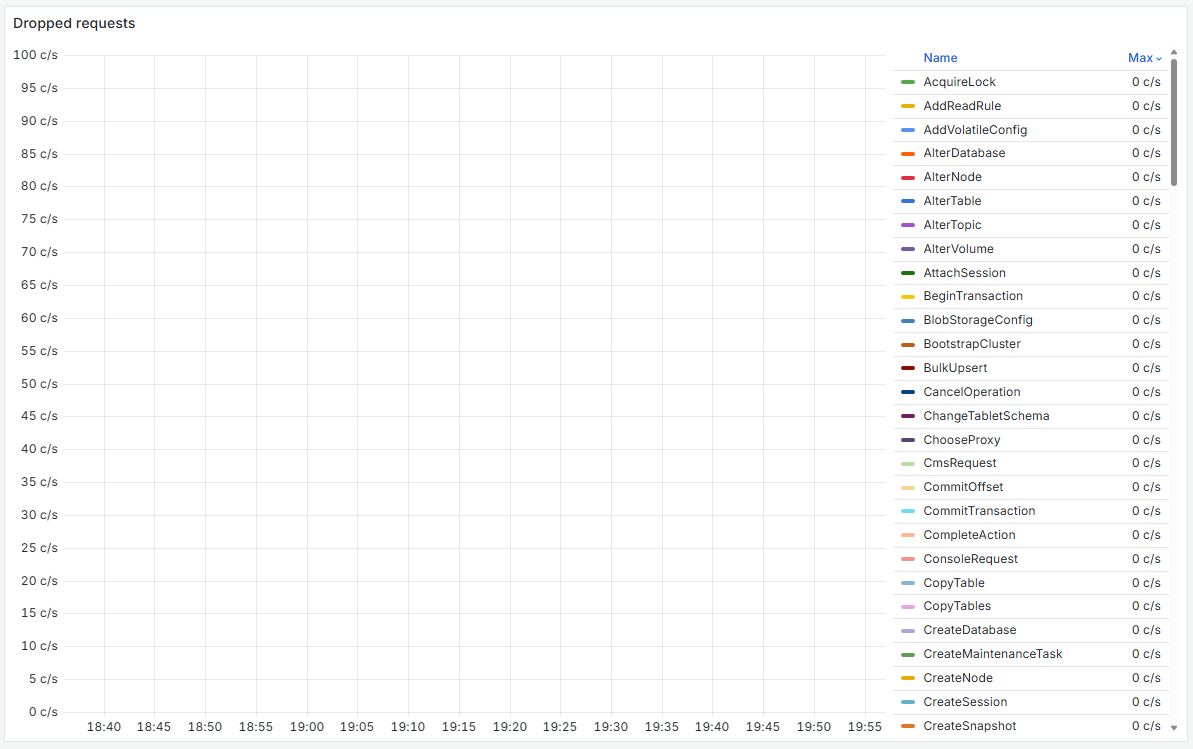 Dropped requests
100 c/s
95 c/s
90 c/s
85 c/s
80 c/s
75 c/s
70 c/s
65 c/s
60 c/s
55 c/s
50 c/s
45 c/s
40 c/s
35 c/s
30 c/s
25 c/s
20 c/s
15 c/s
10 c/s
5 c/s
0 c/s
18:40 18:45 18:50 18:55 19:00 19:05 19:10 19:15 19:20 19:25 19:30 19:35 19:40 19:45 19:50 19:55
Name Max
AcquireLock 0 c/s
AddReadRule 0 c/s
AddVolatileConfig 0 c/s
AlterDatabase 0 c/s
AlterNode 0 c/s
AlterTable 0 c/s
AlterTopic 0 c/s
AlterVolume 0 c/s
AttachSession 0 c/s
BeginTransaction 0 c/s
BlobStorageConfig 0 c/s
BootstrapCluster 0 c/s
BulkUpsert 0 c/s
CancelOperation 0 c/s
ChangeTabletSchema 0 c/s
ChooseProxy 0 c/s
CmsRequest 0 c/s
CommitOffset 0 c/s
CommitTransaction 0 c/s
CompleteAction 0 c/s
ConsoleRequest 0 c/s
CopyTable 0 c/s
CopyTables 0 c/s
CreateDatabase 0 c/s
CreateMaintenanceTask 0 c/s
CreateNode 0 c/s
CreateSession 0 c/s
CreateSnapshot 0 c/s